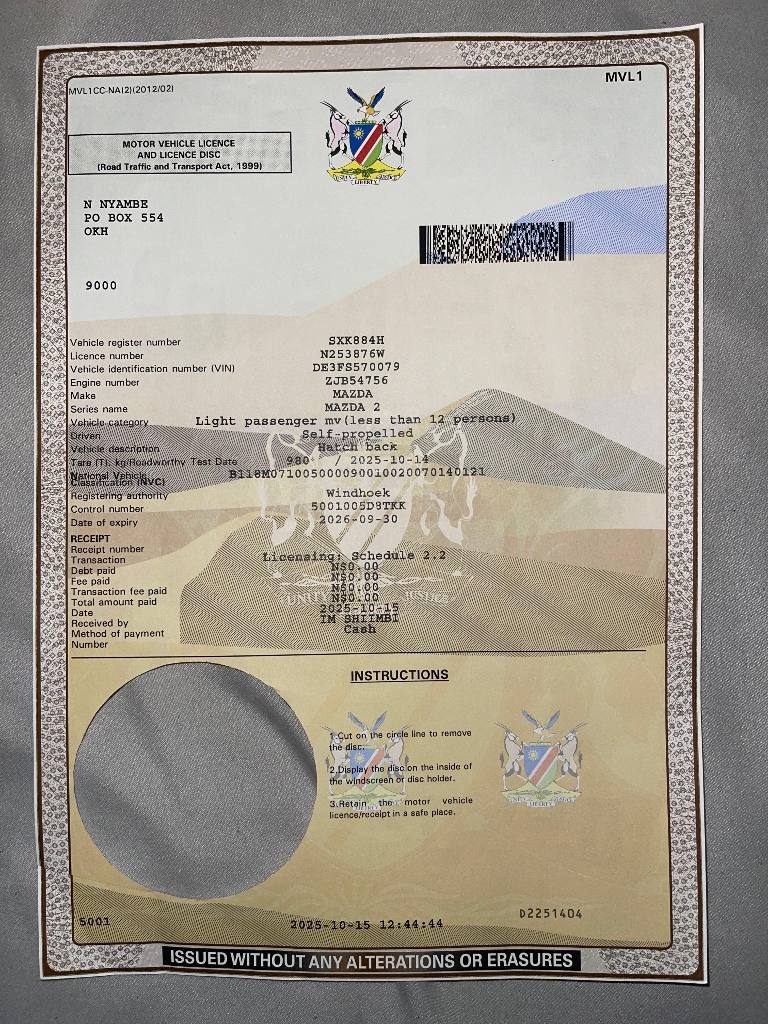 MVL1
MVL1CC-NA(2)(2012/02)
MOTOR VEHICLE LICENCE
AND LICENCE DISC
(Road Traffic and Transport Act, 1999)
N NYAMBE
PO BOX 554
OKH
9000
Vehicle register number SXK884H
Licence number N253876W
Vehicle identification number (VIN) DE3FS570079
Engine number ZJB54756
Make MAZDA
Series name MAZDA 2
Vehicle category Light passenger mv(less than 12 persons)
Driven Self-propelled
Vehicle description Hatch back
Tare (T). kg/Roadworthy Test Date 980 / 2025-10-14
National Vehicle
Classification (NVC) B118M071005000090010020070140121
Registering authority Windhoek
Control number 5001005D8TKK
Date of expiry 2026-09-30
RECEIPT
Receipt number
Transaction Licensing: Schedule 2.2
Debt paid N$0.00
Fee paid N$0.00
Transaction fee paid N$0.00
Total amount paid N$0.00
Date 2025-10-15
Received by TM SHIIMBI
Method of payment Cash
Number
UNITY LIBERTY JUSTICE
INSTRUCTIONS
1.Cut on the circle line to remove
the disc.
2.Display the disc on the inside of
the windscreen or disc holder.
3.Retain the motor vehicle
licence/receipt in a safe place.
5001
2025-10-15 12:44:44
D2251404
ISSUED WITHOUT ANY ALTERATIONS OR ERASURES